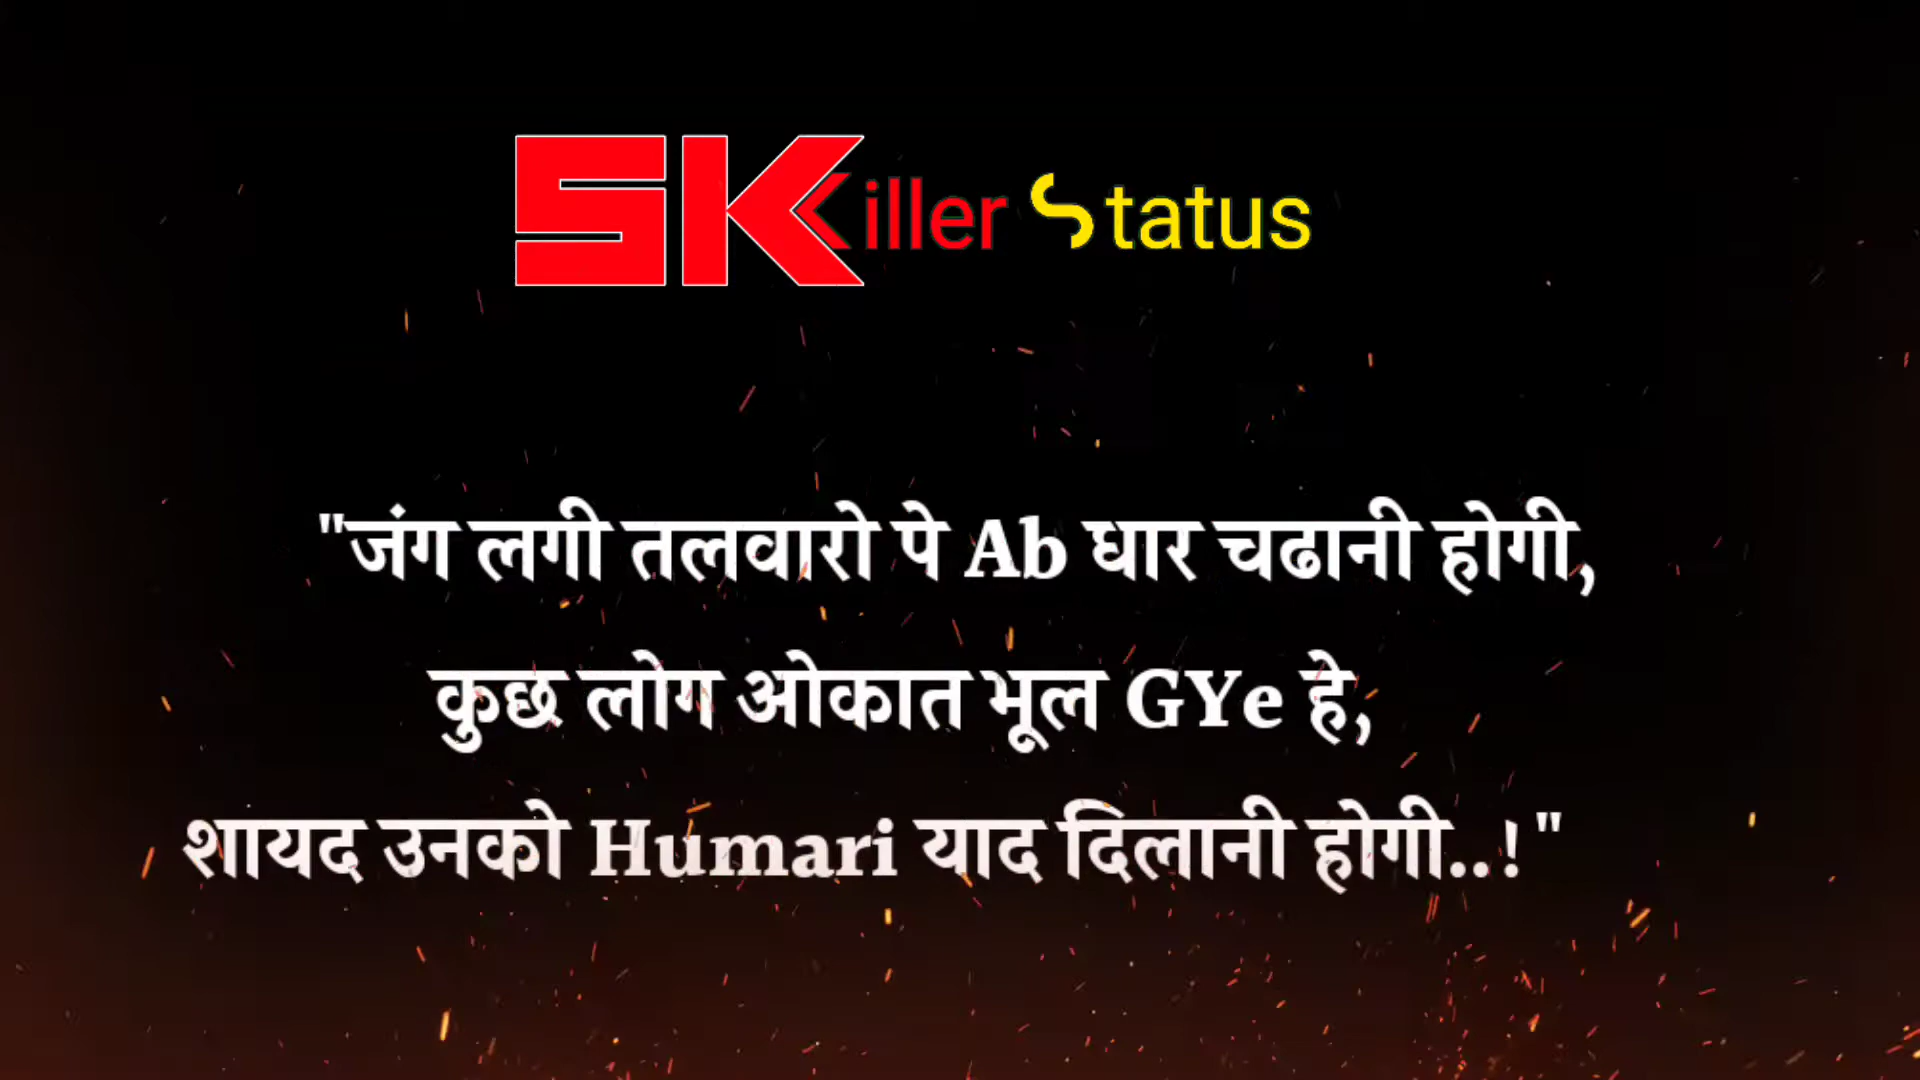 SKiller Status
"जंग लगी तलवारो पे Ab धार चढानी होगी,
कुछ लोग ओकात भूल GYe हे,
शायद उनको Humari याद दिलानी होगी..!"